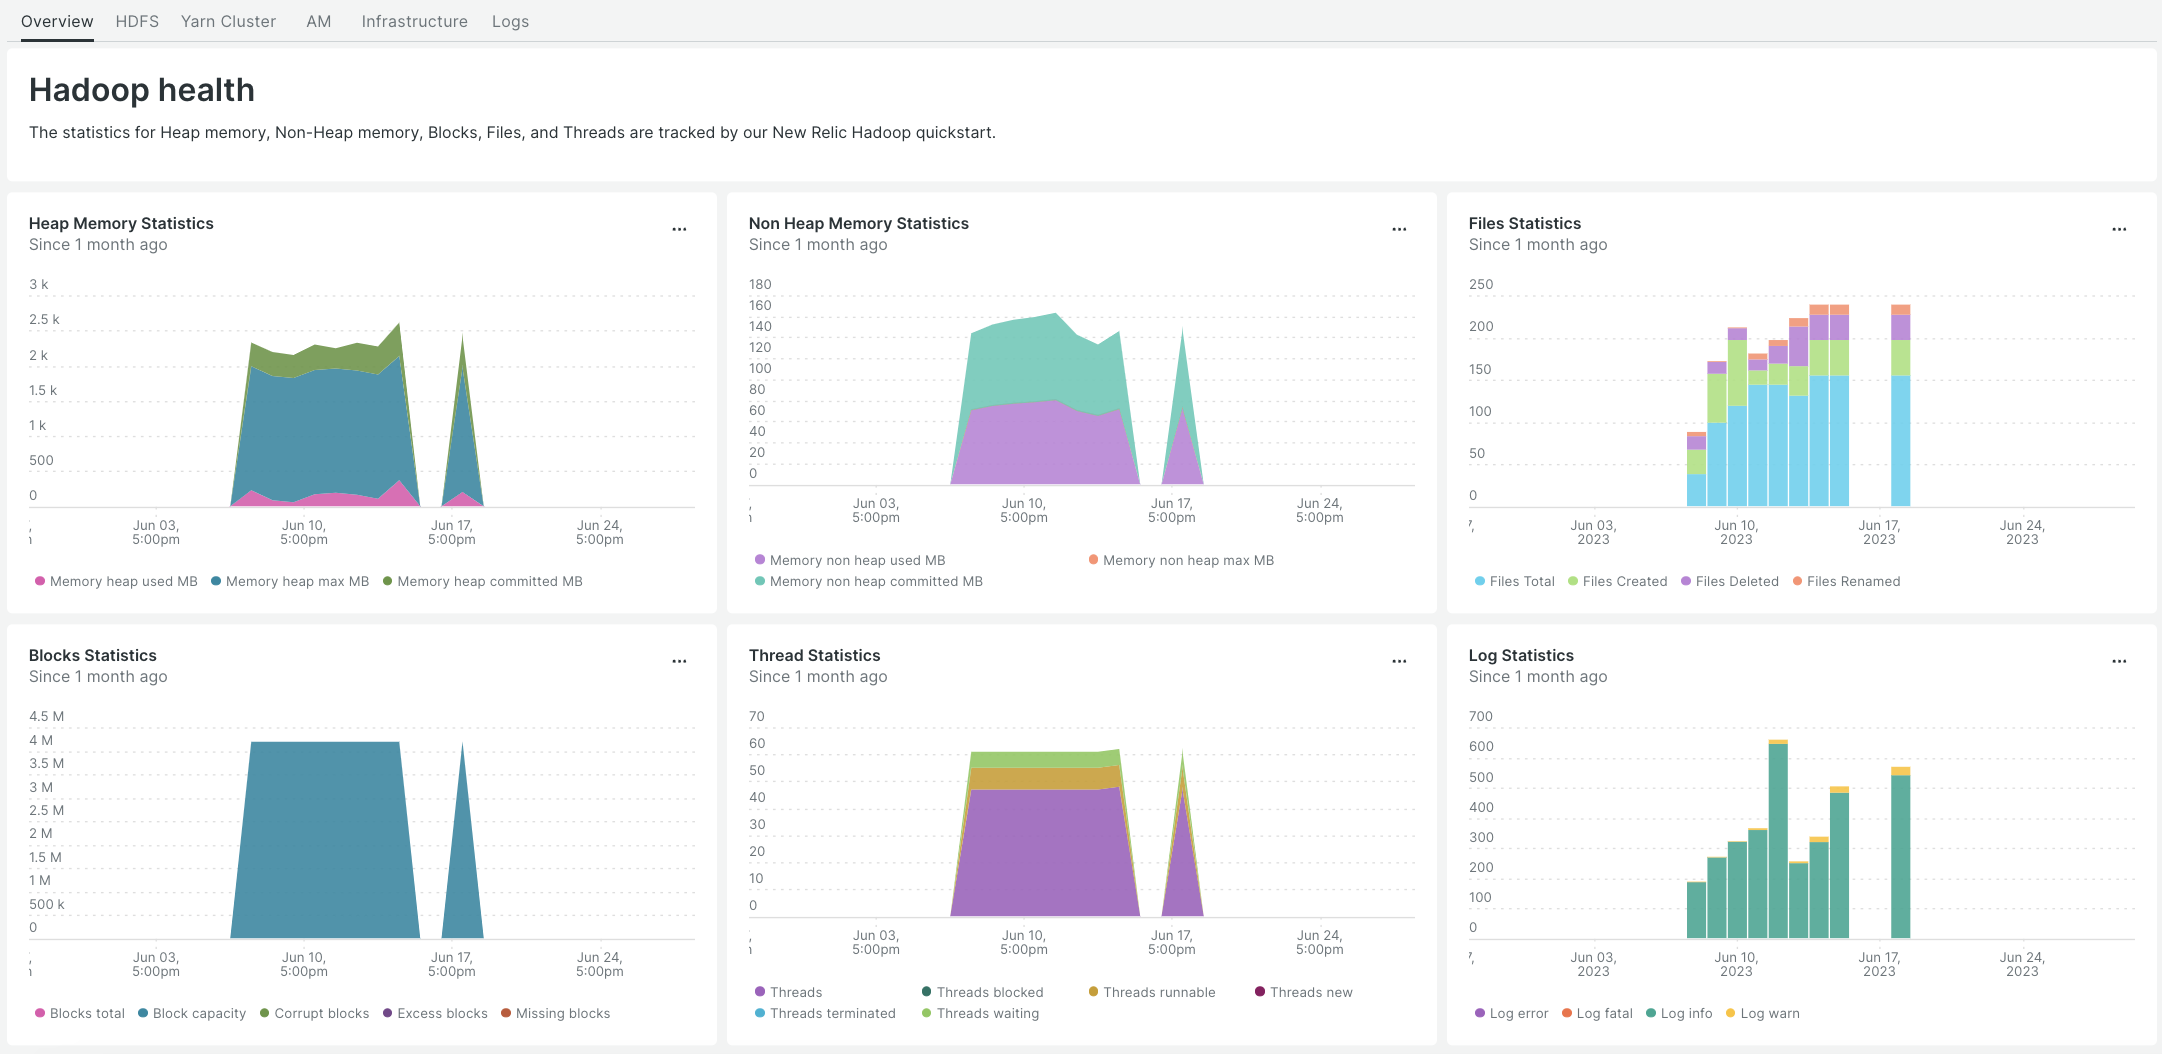 Overview HDFS Yarn Cluster AM Infrastructure Logs
Hadoop health
The statistics for Heap memory, Non-Heap memory, Blocks, Files, and Threads are tracked by our New Relic Hadoop quickstart.
Heap Memory Statistics
Since 1 month ago
3 k
2.5 k
2 k
1.5 k
1 k
500
0
Jun 03, Jun 10, Jun 17, Jun 24,
5:00pm 5:00pm 5:00pm 5:00pm
Memory heap used MB Memory heap max MB Memory heap committed MB
Non Heap Memory Statistics
Since 1 month ago
180
160
140
120
100
80
60
40
20
0
Jun 03, Jun 10, Jun 17, Jun 24,
5:00pm 5:00pm 5:00pm 5:00pm
Memory non heap used MB Memory non heap max MB
Memory non heap committed MB
Files Statistics
Since 1 month ago
250
200
150
100
50
0
Jun 03, Jun 10, Jun 17, Jun 24,
2023 2023 2023 2023
Files Total Files Created Files Deleted Files Renamed
Blocks Statistics
Since 1 month ago
4.5 M
4 M
3.5 M
3 M
2.5 M
2 M
1.5 M
1 M
500 k
0
Jun 03, Jun 10, Jun 17, Jun 24,
5:00pm 5:00pm 5:00pm 5:00pm
Blocks total Block capacity Corrupt blocks Excess blocks Missing blocks
Thread Statistics
Since 1 month ago
70
60
50
40
30
20
10
0
Jun 03, Jun 10, Jun 17, Jun 24,
5:00pm 5:00pm 5:00pm 5:00pm
Threads Threads blocked Threads runnable Threads new
Threads terminated Threads waiting
Log Statistics
Since 1 month ago
700
600
500
400
300
200
100
0
Jun 03, Jun 10, Jun 17, Jun 24,
2023 2023 2023 2023
Log error Log fatal Log info Log warn